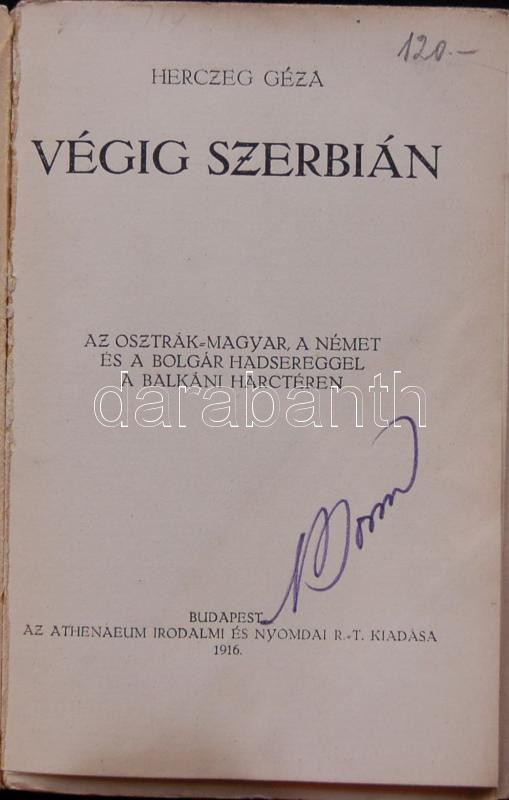 120.-
HERCZEG GÉZA
VÉGIG SZERBIÁN
AZ OSZTRÁK-MAGYAR, A NÉMET
ÉS A BOLGÁR HADSEREGGEL
A BALKÁNI HARCTÉREN
darabanth
BUDAPEST
AZ ATHENAEUM IRODALMI ÉS NYOMDAI R.-T. KIADÁSA
1916.